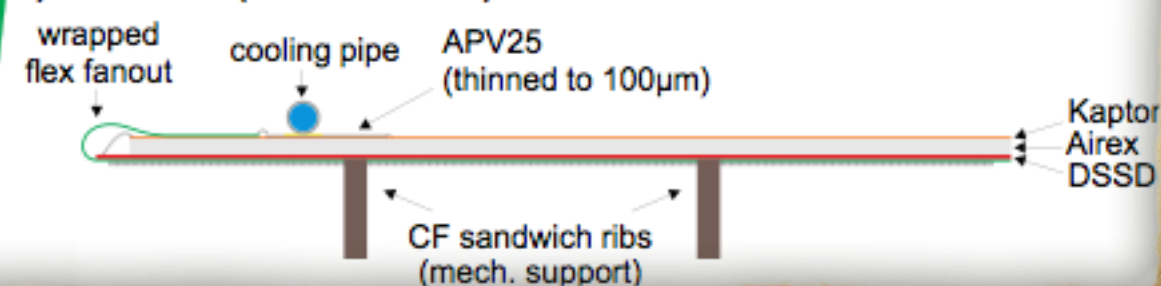 wrapped
flex fanout
cooling pipe
APV25
(thinned to 100µm)
Kaptor
Airex
DSSD
CF sandwich ribs
(mech. support)